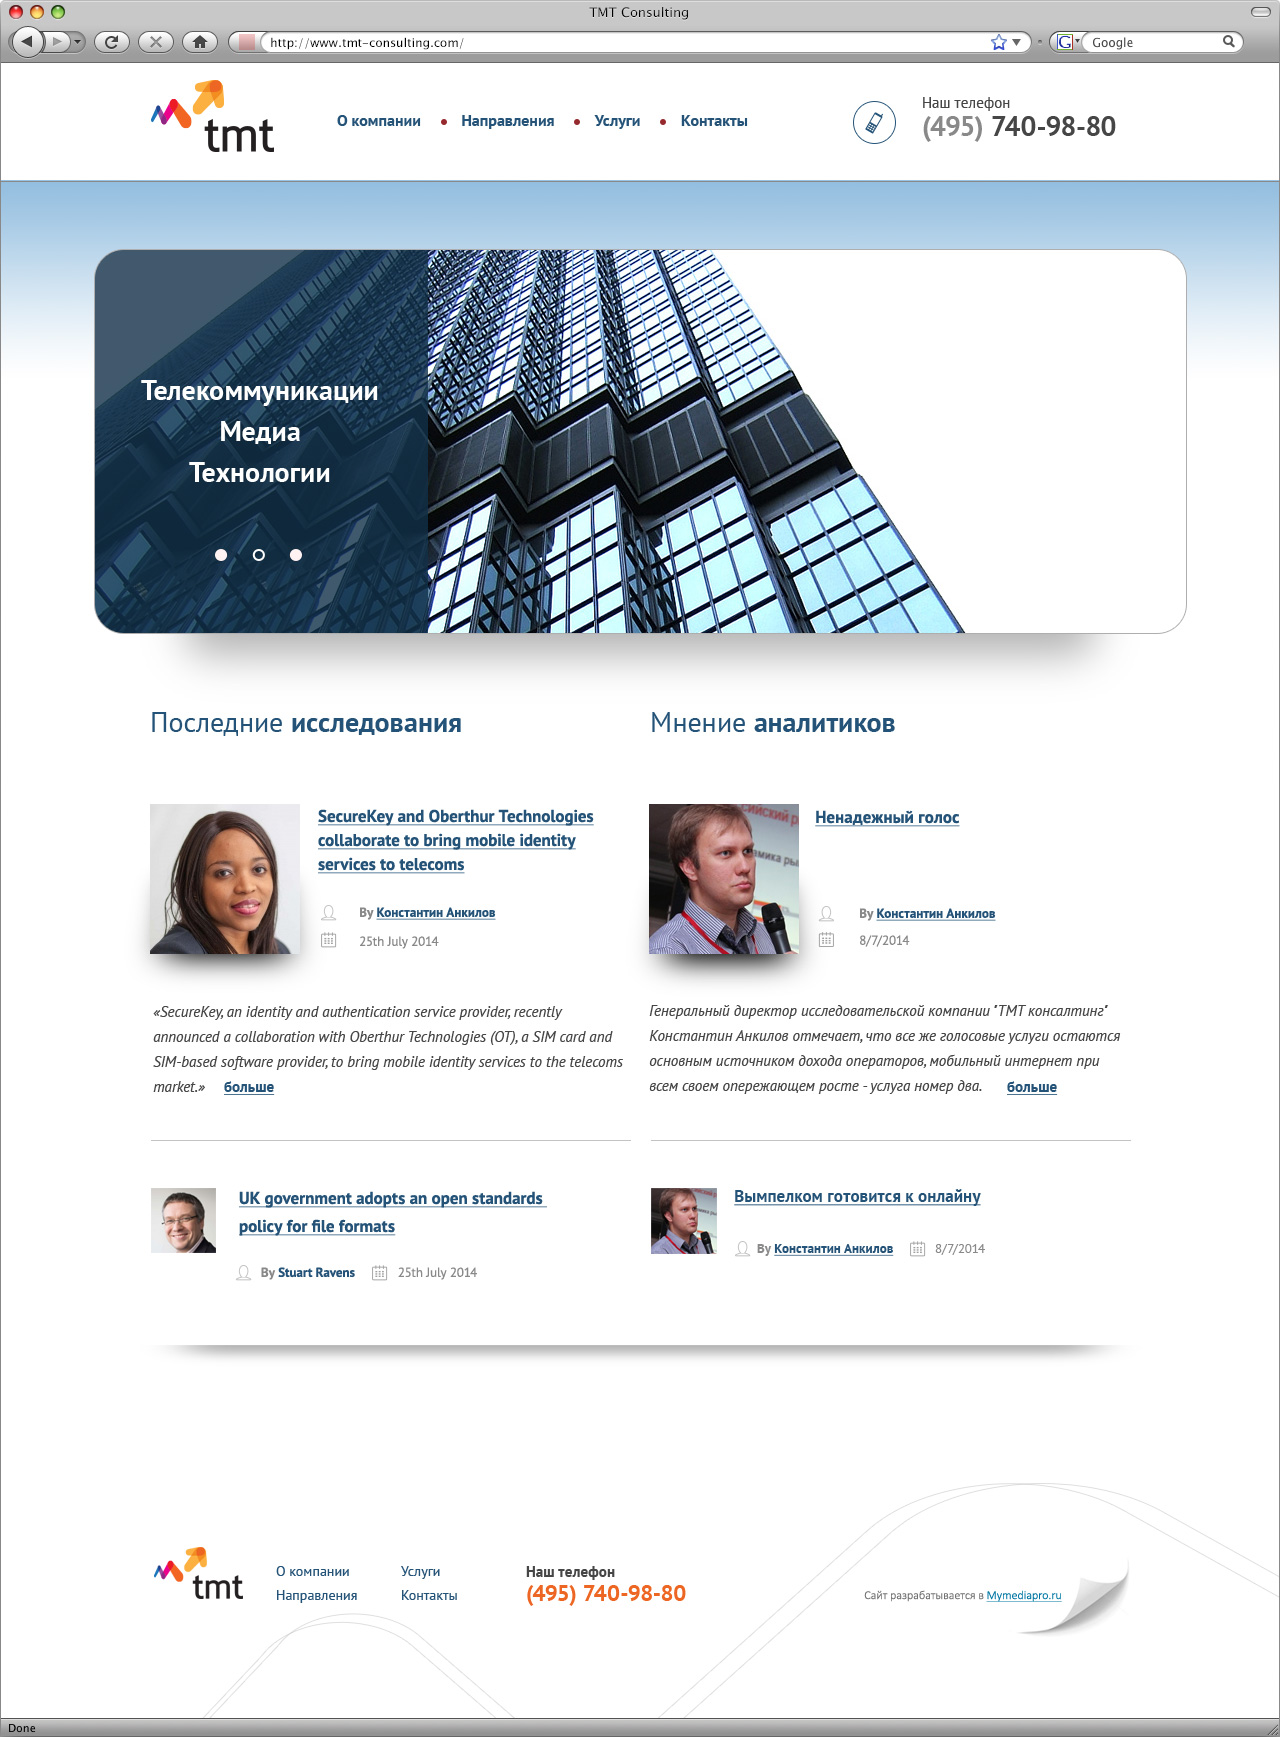 TMT Consulting
http://www.tmt-consulting.com/
G
Google
tmt
О компании
Направления
Услуги
Контакты
Наш телефон
(495) 740-98-80
Телекоммуникации
Медиа
Технологии
Последние исследования
SecureKey and Oberthur Technologies
collaborate to bring mobile identity
services to telecoms
By Константин Анкилов
25th July 2014
«SecureKey, an identity and authentication service provider, recently
announced a collaboration with Oberthur Technologies (OT), a SIM card and
SIM-based software provider, to bring mobile identity services to the telecoms
market.» больше
UK government adopts an open standards
policy for file formats
By Stuart Ravens 25th July 2014
Мнение аналитиков
Ненадежный голос
By Константин Анкилов
8/7/2014
Генеральный директор исследовательской компании "ТМТ консалтинг"
Константин Анкилов отмечает, что все же голосовые услуги остаются
основным источником дохода операторов, мобильный интернет при
всем своем опережающем росте - услуга номер два. больше
Вымпелком готовится к онлайну
By Константин Анкилов 8/7/2014
tmt
О компании
Направления
Услуги
Контакты
Наш телефон
(495) 740-98-80
Сайт разрабатывается в Mymediapro.ru
Done